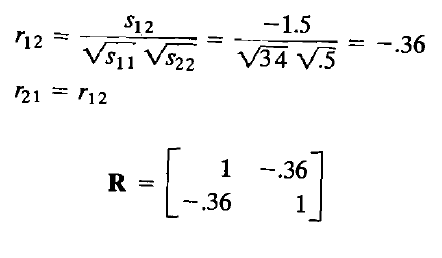 r12 = s12 / √s11 √s22 = −1.5 / √34 √.5 = −.36
r21 = r12
R = [ 1 −.36
−.36 1 ]